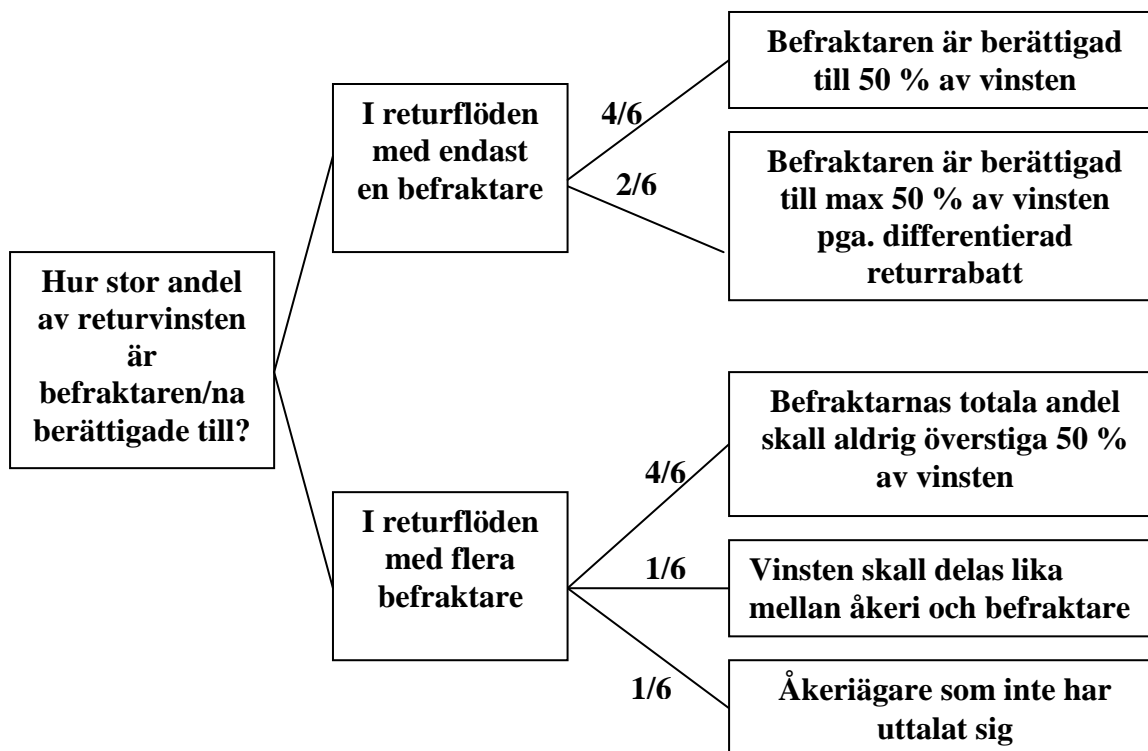 Hur stor andel
av returvinsten
är
befraktaren/na
berättigade till?
I returflöden
med endast
en befraktare
4/6
2/6
Befraktaren är berättigad
till 50 % av vinsten
Befraktaren är berättigad
till max 50 % av vinsten
pga. differentierad
returrabatt
I returflöden
med flera
befraktare
4/6
1/6
1/6
Befraktarnas totala andel
skall aldrig överstiga 50 %
av vinsten
Vinsten skall delas lika
mellan åkeri och befraktare
Åkeriägare som inte har
uttalat sig